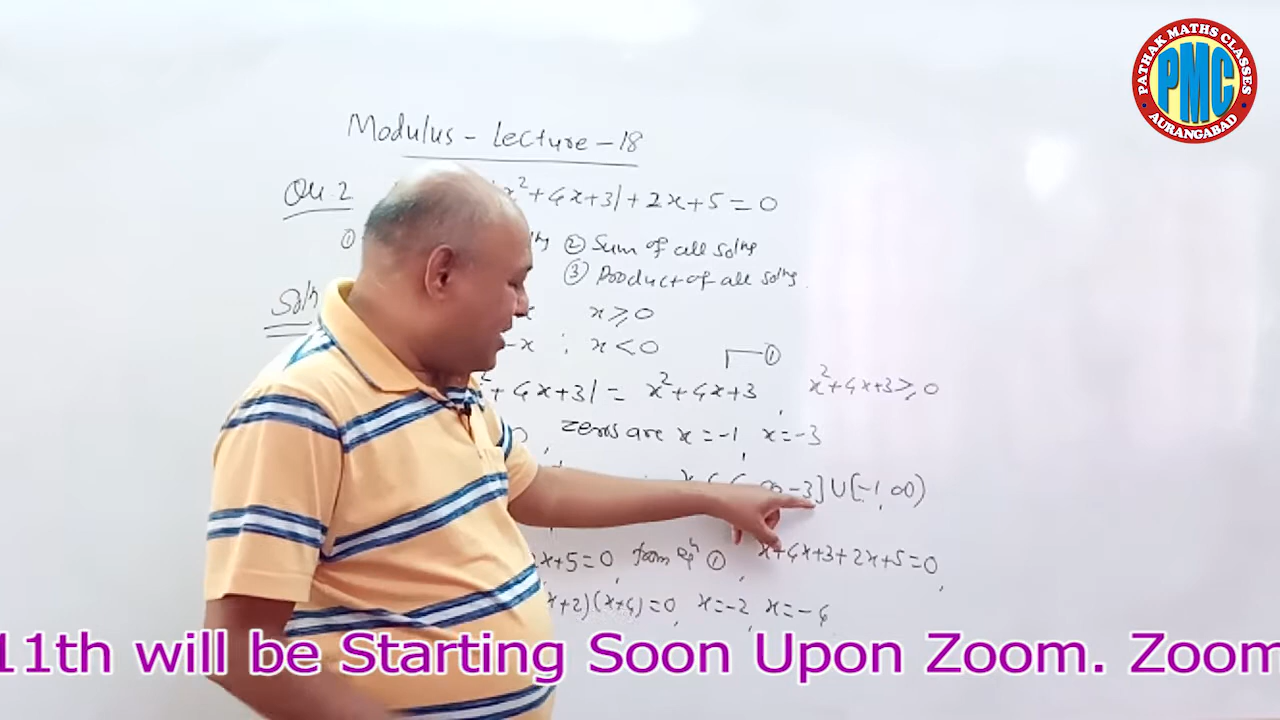 PATHAK MATHS CLASSES
PMC
AURANGABAD
Modulus - Lecture - 18
Qu. 2 x²+4x+3|+2x+5=0
① ② Sum of all solns
③ Product of all solns.
Soln x x≥0
-x ; x<0 ①
²+4x+3| = x²+4x+3 , x²+4x+3≥0
zeros are x=-1, x=-3
-3]∪[-1,∞)
x+5=0, from eqn ①, x²+4x+3+2x+5=0,
x+2)(x+4)=0, x=-2, x=-4
11th will be Starting Soon Upon Zoom. Zoom